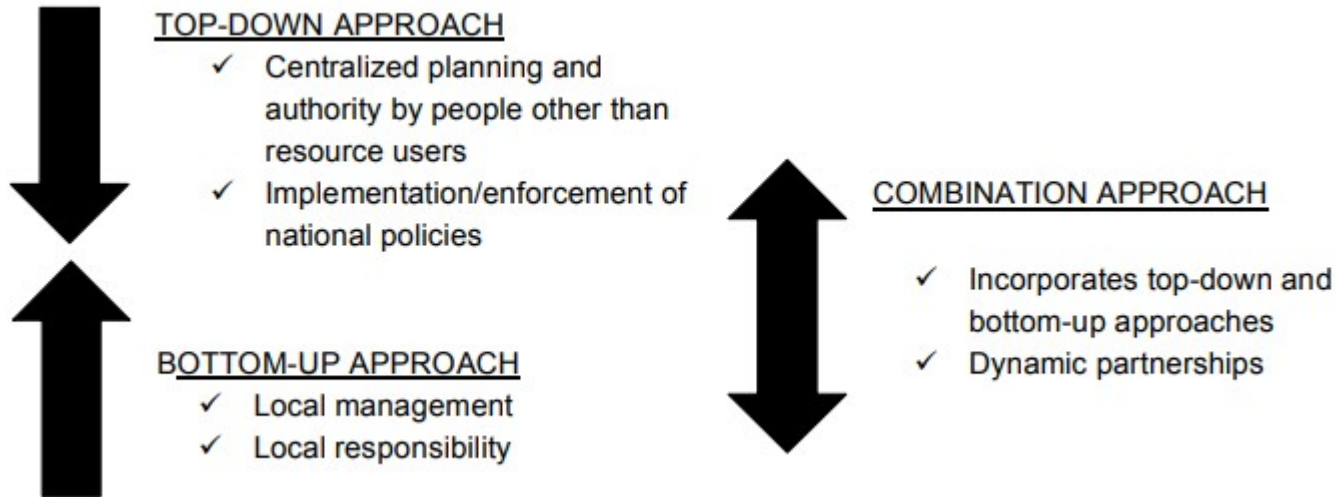 TOP-DOWN APPROACH
✓ Centralized planning and
authority by people other than
resource users
✓ Implementation/enforcement of
national policies
BOTTOM-UP APPROACH
✓ Local management
✓ Local responsibility
COMBINATION APPROACH
✓ Incorporates top-down and
bottom-up approaches
✓ Dynamic partnerships